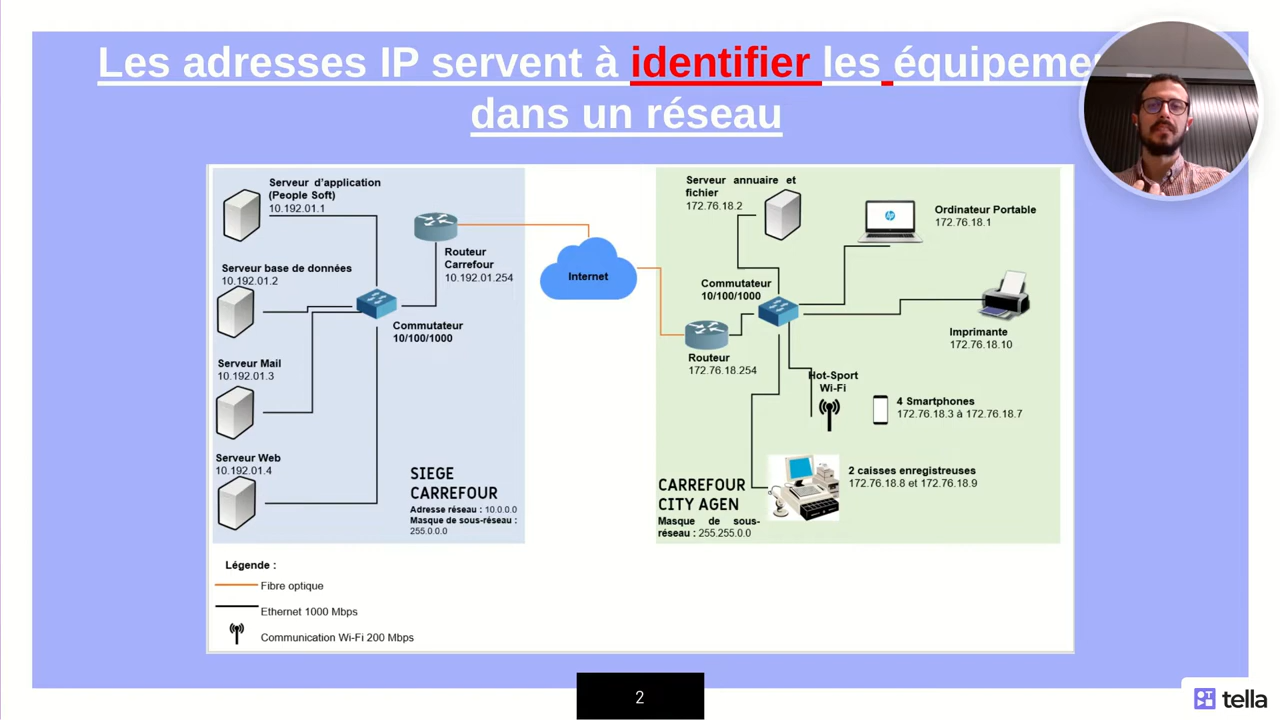 Les adresses IP servent à identifier les équipeme
dans un réseau
Serveur d'application
(People Soft)
10.192.01.1
Routeur
Carrefour
10.192.01.254
Serveur base de données
10.192.01.2
Commutateur
10/100/1000
Serveur Mail
10.192.01.3
Serveur Web
10.192.01.4
SIEGE
CARREFOUR
Adresse réseau : 10.0.0.0
Masque de sous-réseau :
255.0.0.0
Internet
Serveur annuaire et
fichier
172.76.18.2
hp
Ordinateur Portable
172.76.18.1
Commutateur
10/100/1000
Imprimante
172.76.18.10
Routeur
172.76.18.254
Hot-Sport
Wi-Fi
4 Smartphones
172.76.18.3 à 172.76.18.7
2 caisses enregistreuses
172.76.18.8 et 172.76.18.9
CARREFOUR
CITY AGEN
Masque de sous-
réseau : 255.255.0.0
Légende :
Fibre optique
Ethernet 1000 Mbps
Communication Wi-Fi 200 Mbps
2
tella